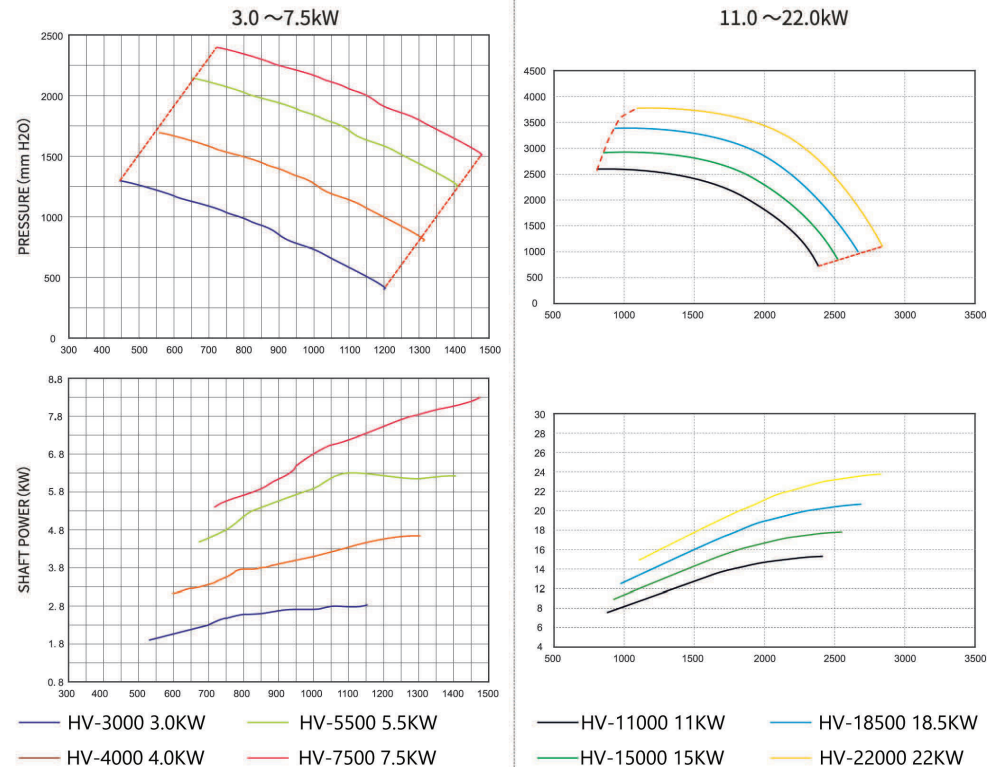 3.0 ～7.5kW
11.0 ～22.0kW
PRESSURE (mm H2O)
2500
2000
1500
1000
500
0
300 400 500 600 700 800 900 1000 1100 1200 1300 1400 1500
4500
4000
3500
3000
2500
2000
1500
1000
500
0
500 1000 1500 2000 2500 3000 3500
SHAFT POWER (KW)
8.8
7.8
6.8
5.8
4.8
3.8
2.8
1.8
0.8
300 400 500 600 700 800 900 1000 1100 1200 1300 1400 1500
30
28
26
24
22
20
18
16
14
12
10
8
6
4
500 1000 1500 2000 2500 3000 3500
HV-3000 3.0KW
HV-5500 5.5KW
HV-11000 11KW
HV-18500 18.5KW
HV-4000 4.0KW
HV-7500 7.5KW
HV-15000 15KW
HV-22000 22KW